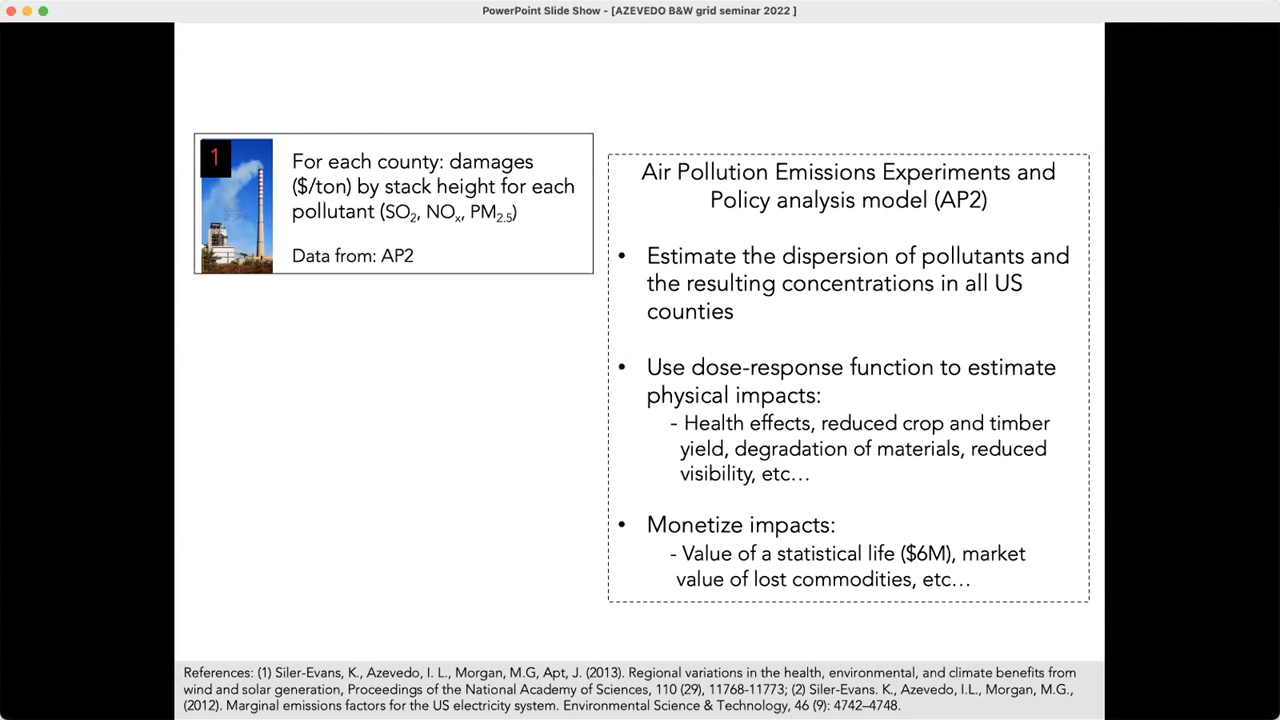 PowerPoint Slide Show - [AZEVEDO B&W grid seminar 2022 ]
1
For each county: damages
($/ton) by stack height for each
pollutant (SO2, NOx, PM2.5)
Data from: AP2
Air Pollution Emissions Experiments and
Policy analysis model (AP2)
• Estimate the dispersion of pollutants and
the resulting concentrations in all US
counties
• Use dose-response function to estimate
physical impacts:
- Health effects, reduced crop and timber
yield, degradation of materials, reduced
visibility, etc…
• Monetize impacts:
- Value of a statistical life ($6M), market
value of lost commodities, etc…
References: (1) Siler-Evans, K., Azevedo, I. L., Morgan, M.G, Apt, J. (2013). Regional variations in the health, environmental, and climate benefits from
wind and solar generation, Proceedings of the National Academy of Sciences, 110 (29), 11768-11773; (2) Siler-Evans. K., Azevedo, I.L., Morgan, M.G.,
(2012). Marginal emissions factors for the US electricity system. Environmental Science & Technology, 46 (9): 4742–4748.